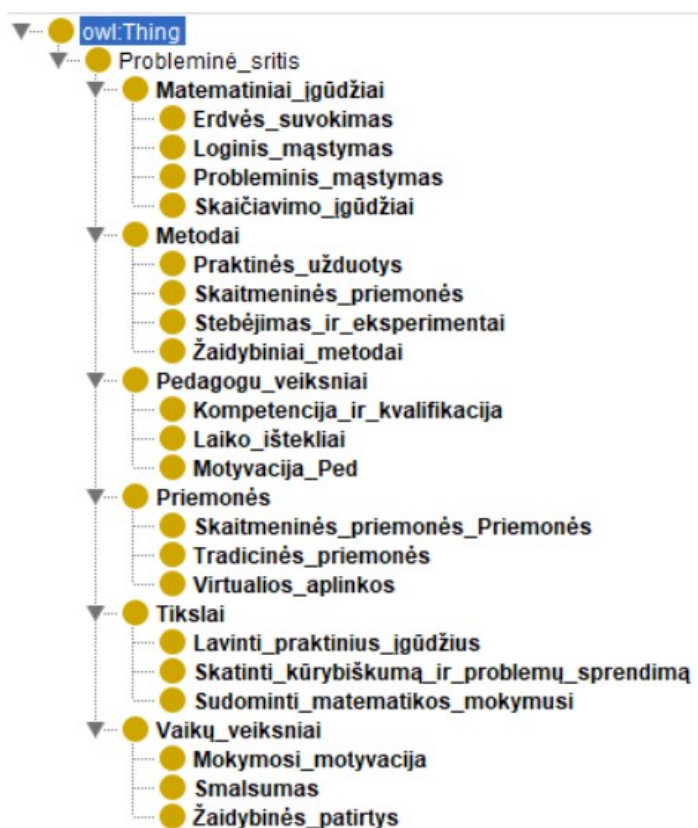 owl:Thing
Probleminė_sritis
Matematiniai_įgūdžiai
Erdvės_suvokimas
Loginis_mąstymas
Probleminis_mąstymas
Skaičiavimo_įgūdžiai
Metodai
Praktinės_užduotys
Skaitmeninės_priemonės
Stebėjimas_ir_eksperimentai
Žaidybiniai_metodai
Pedagogu_veiksniai
Kompetencija_ir_kvalifikacija
Laiko_ištekliai
Motyvacija_Ped
Priemonės
Skaitmeninės_priemonės_Priemonės
Tradicinės_priemonės
Virtualios_aplinkos
Tikslai
Lavinti_praktinius_įgūdžius
Skatinti_kūrybiškumą_ir_problemų_sprendimą
Sudominti_matematikos_mokymusi
Vaikų_veiksniai
Mokymosi_motyvacija
Smalsumas
Žaidybinės_patirtys